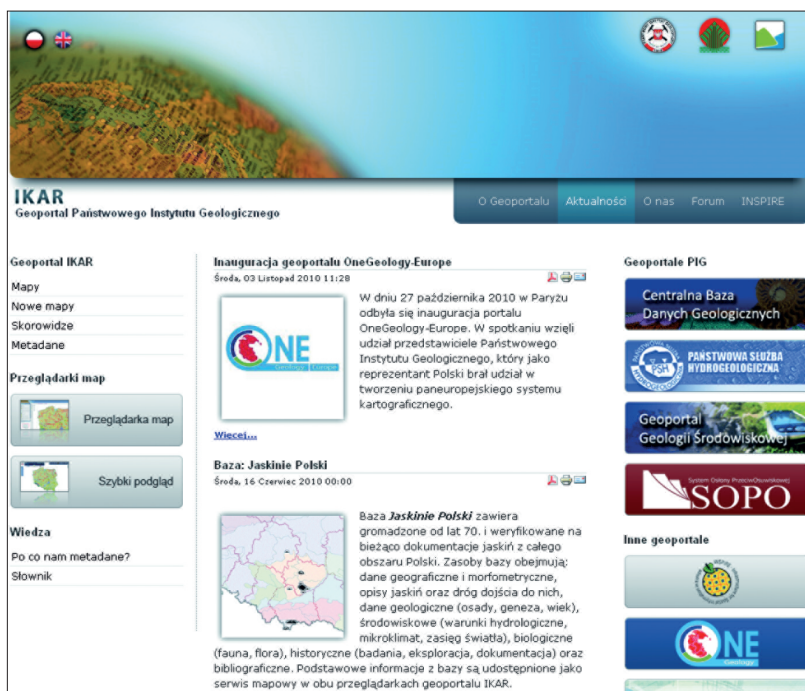 IKAR
Geoportal Państwowego Instytutu Geologicznego
O Geoportalu Aktualności O nas Forum INSPIRE
Geoportal IKAR
Mapy
Nowe mapy
Skorowidze
Metadane
Przeglądarki map
Przeglądarka map
Szybki podgląd
Wiedza
Po co nam metadane?
Słownik
Inauguracja geoportalu OneGeology-Europe
Środa, 03 Listopad 2010 11:28
ONE
Geology Europe
W dniu 27 października 2010 w Paryżu
odbyła się inauguracja portalu
OneGeology-Europe. W spotkaniu wzięli
udział przedstawiciele Państwowego
Instytutu Geologicznego, który jako
reprezentant Polski brał udział w
tworzeniu paneuropejskiego systemu
kartograficznego.
Więcej...
Baza: Jaskinie Polski
Środa, 16 Czerwiec 2010 00:00
Baza Jaskinie Polski zawiera
gromadzone od lat 70. i weryfikowane na
bieżąco dokumentacje jaskiń z całego
obszaru Polski. Zasoby bazy obejmują:
dane geograficzne i morfometryczne,
opisy jaskiń oraz dróg dojścia do nich,
dane geologiczne (osady, geneza, wiek),
środowiskowe (warunki hydrologiczne,
mikroklimat, zasięg światła), biologiczne
(fauna, flora), historyczne (badania, eksploracja, dokumentacja) oraz
bibliograficzne. Podstawowe informacje z bazy są udostępnione jako
serwis mapowy w obu przeglądarkach geoportalu IKAR.
Geoportale PIG
Centralna Baza
Danych Geologicznych
PSH
PAŃSTWOWA SŁUŻBA
HYDROGEOLOGICZNA
Geoportal
Geologii Środowiskowej
System Osłony PrzeciwOsuwiskowej
SOPO
Inne geoportale
ONE
Geology